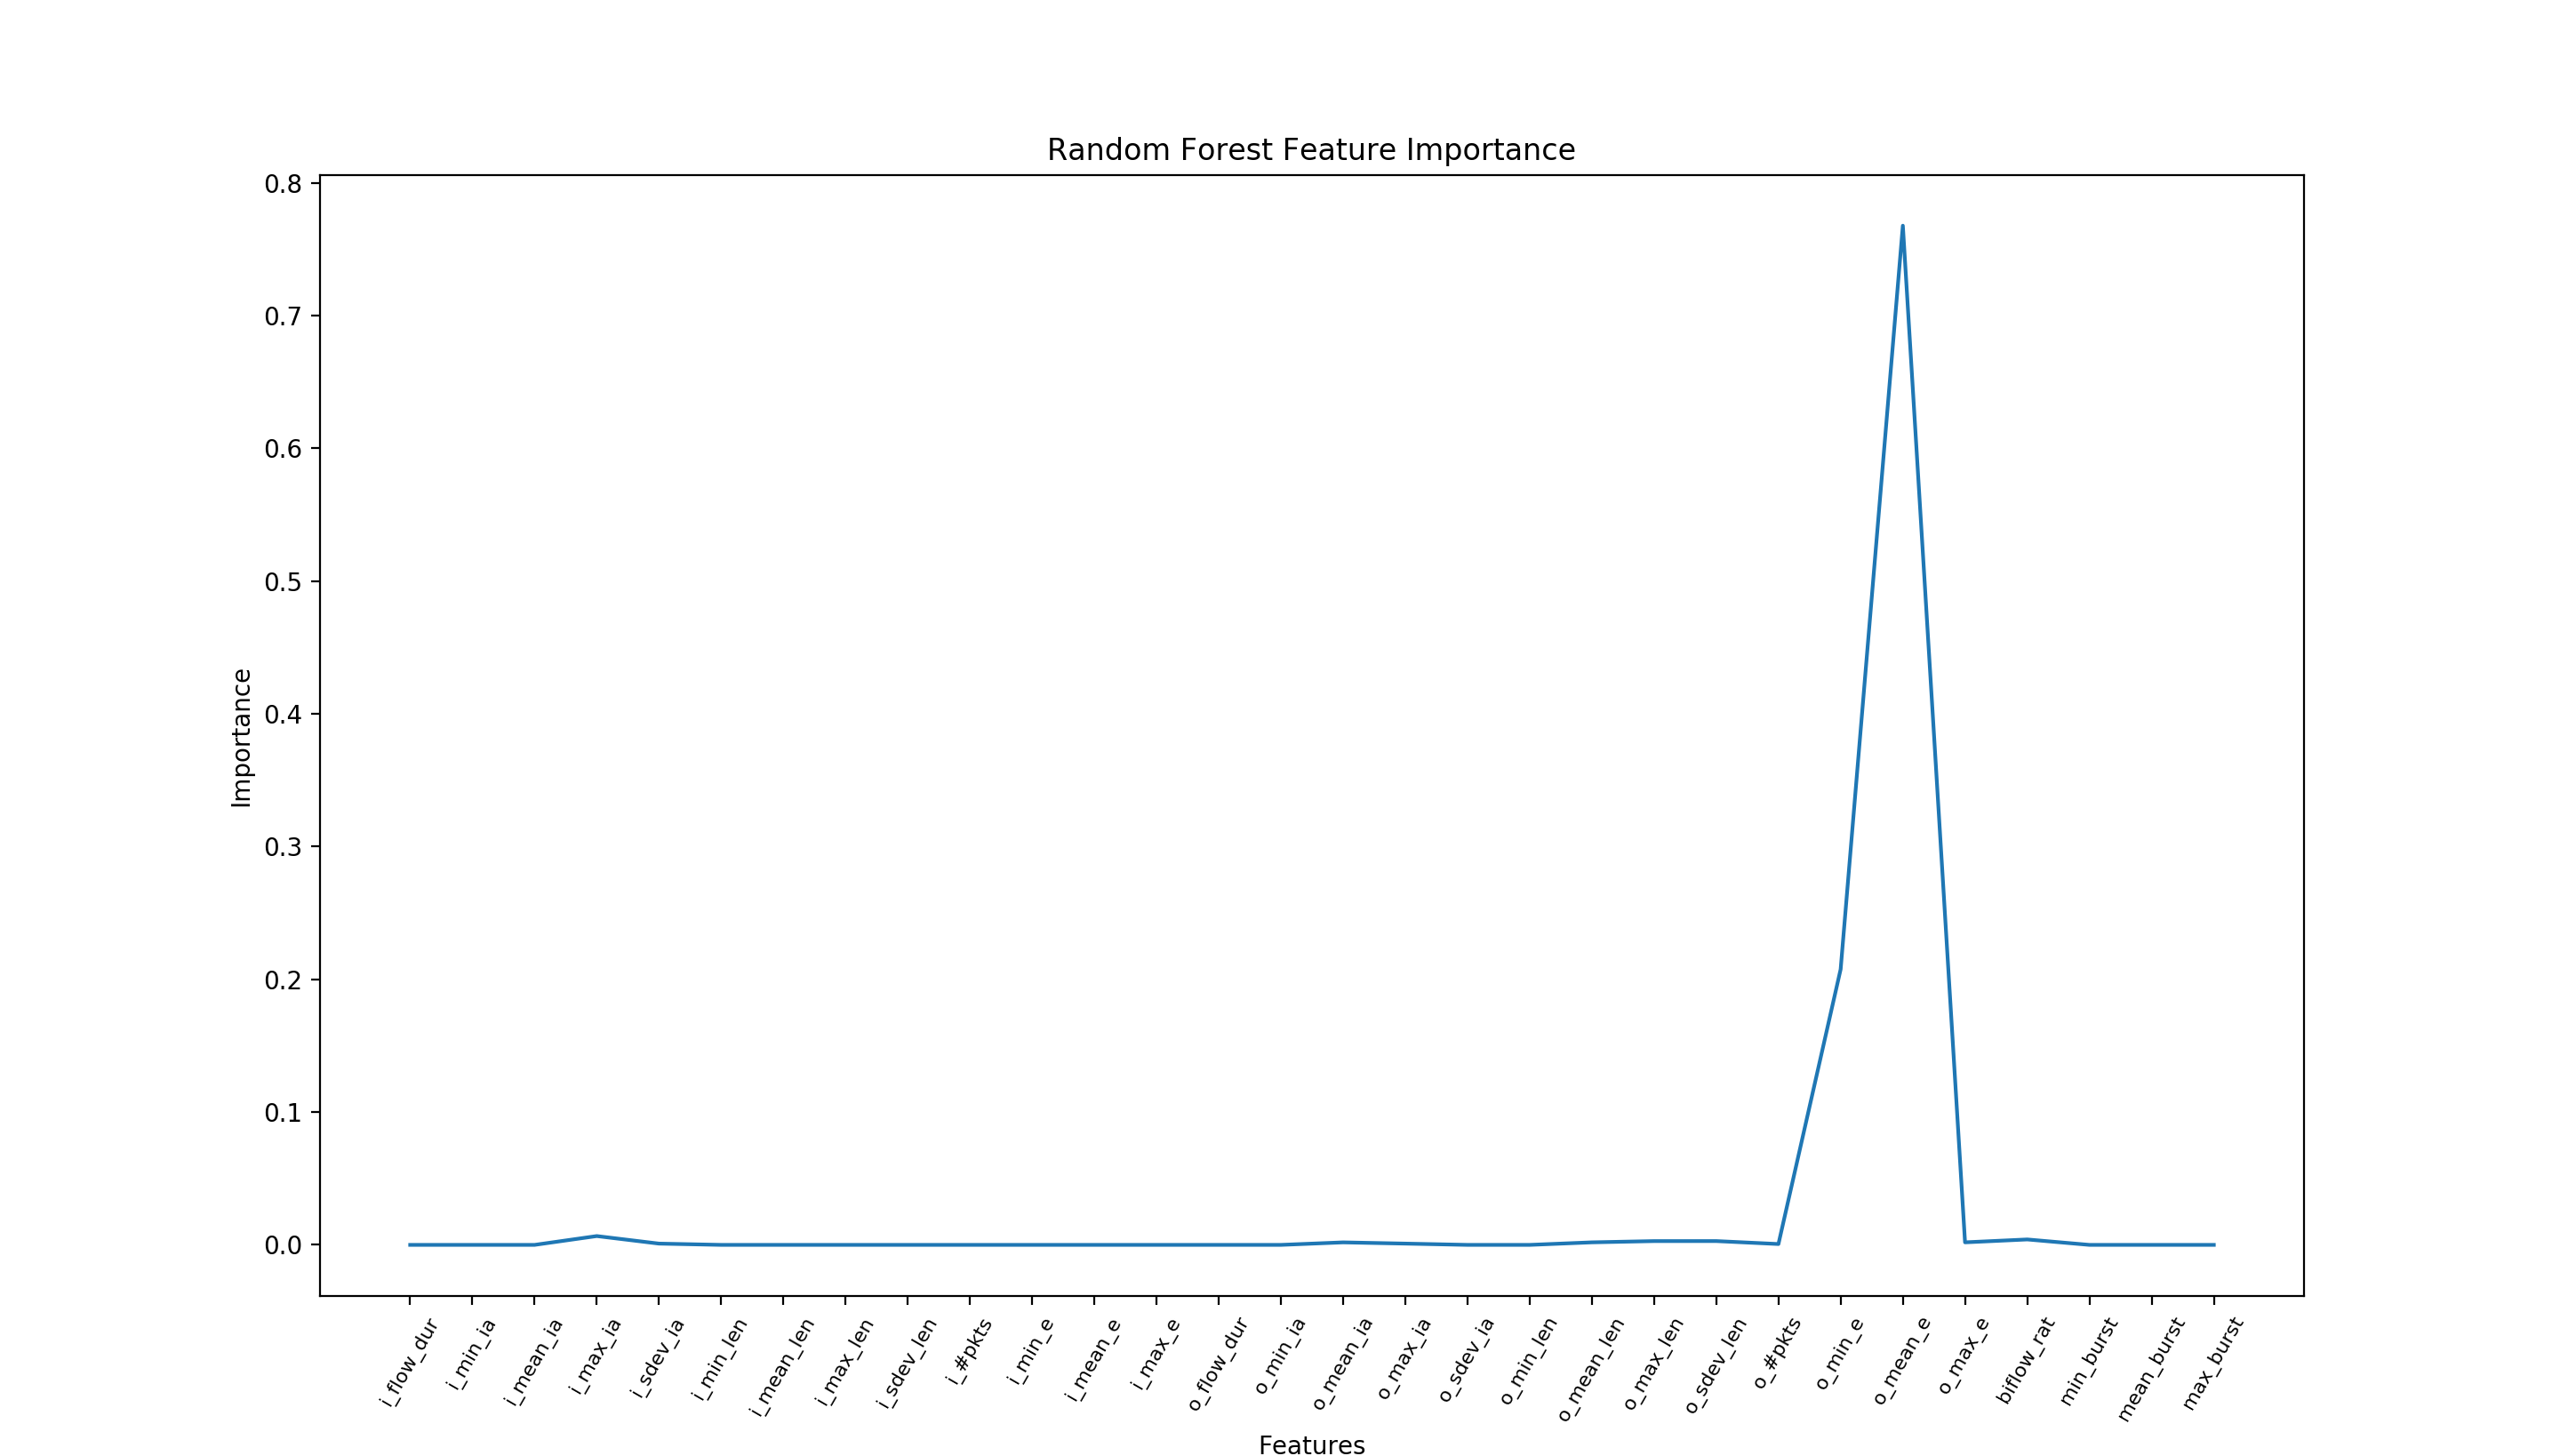 Random Forest Feature Importance
0.8
0.7
0.6
0.5
0.4
0.3
0.2
0.1
0.0
Importance
i_flow_dur
i_min_ia
i_mean_ia
i_max_ia
i_sdev_ia
i_min_len
i_mean_len
i_max_len
i_sdev_len
i_#pkts
i_min_e
i_mean_e
i_max_e
o_flow_dur
o_min_ia
o_mean_ia
o_max_ia
o_sdev_ia
o_min_len
o_mean_len
o_max_len
o_sdev_len
o_#pkts
o_min_e
o_mean_e
o_max_e
biflow_rat
min_burst
mean_burst
max_burst
Features